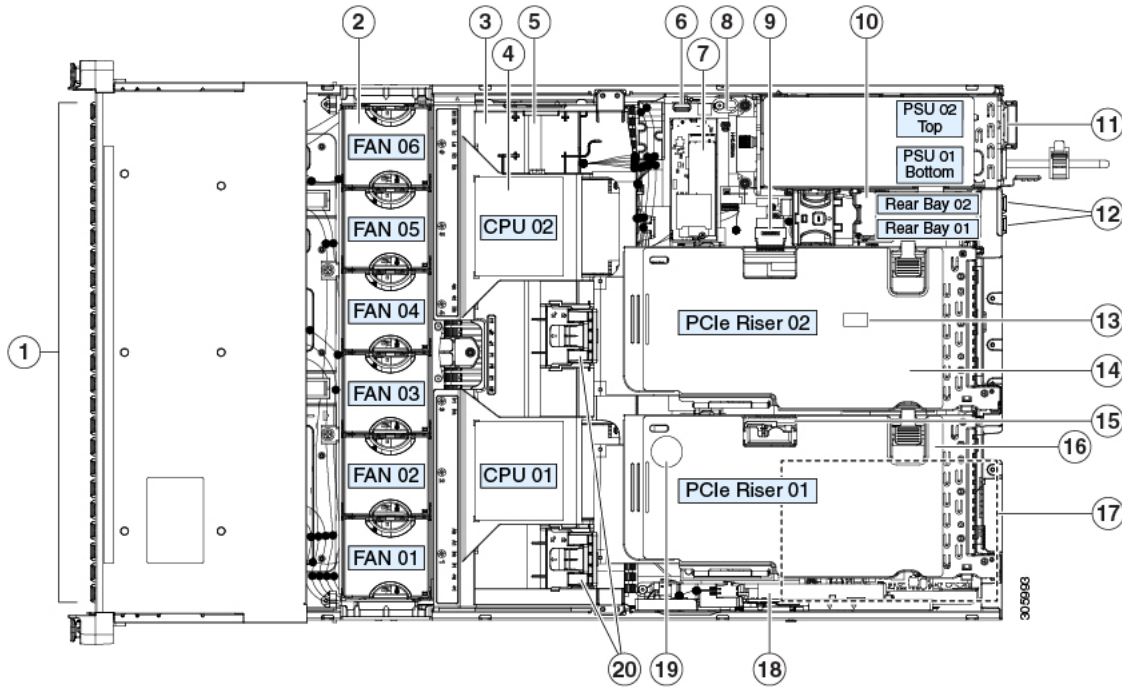 2
3
4
5
6
7
8
9
10
PSU 02
Top
11
PSU 01
Bottom
FAN 06
Rear Bay 02
12
Rear Bay 01
FAN 05
CPU 02
FAN 04
PCIe Riser 02
13
1
14
FAN 03
15
16
FAN 02
CPU 01
PCIe Riser 01
17
FAN 01
305993
20
19
18